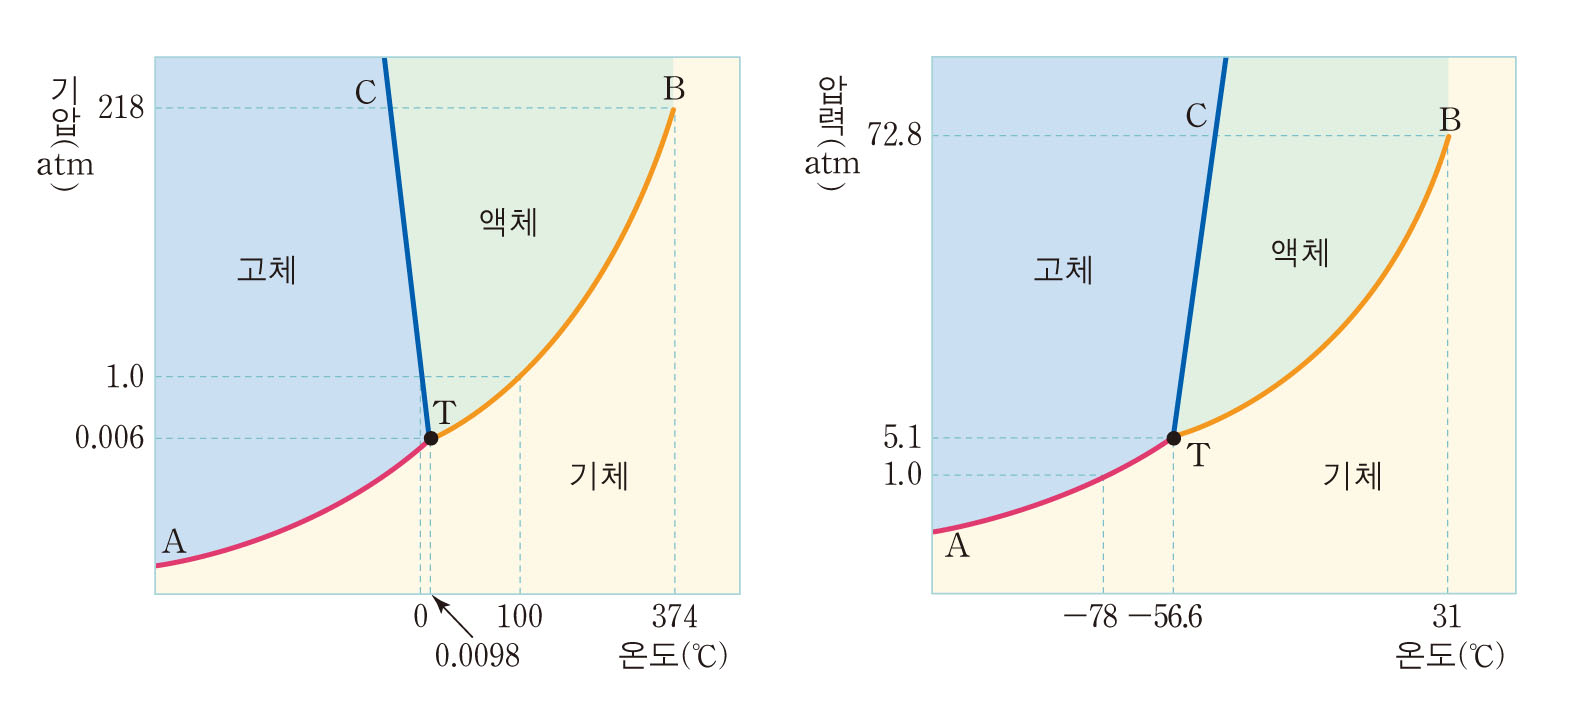 기압(atm)
218
1.0
0.006
C
B
고체
액체
T
기체
A
0
100
374
0.0098
온도(℃)
압력(atm)
72.8
5.1
1.0
C
B
고체
액체
T
기체
A
−78
−56.6
31
온도(℃)